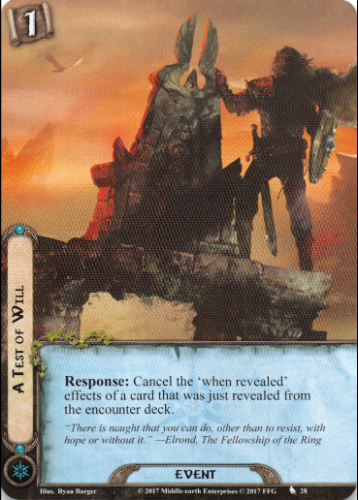 1
A Test of Will
Response: Cancel the ‘when revealed’
effects of a card that was just revealed from
the encounter deck.
“There is naught that you can do, other than to resist, with
hope or without it.” —Elrond, The Fellowship of the Ring
EVENT
Illus. Ryan Barger © 2017 Middle-earth Enterprises © 2017 FFG 28